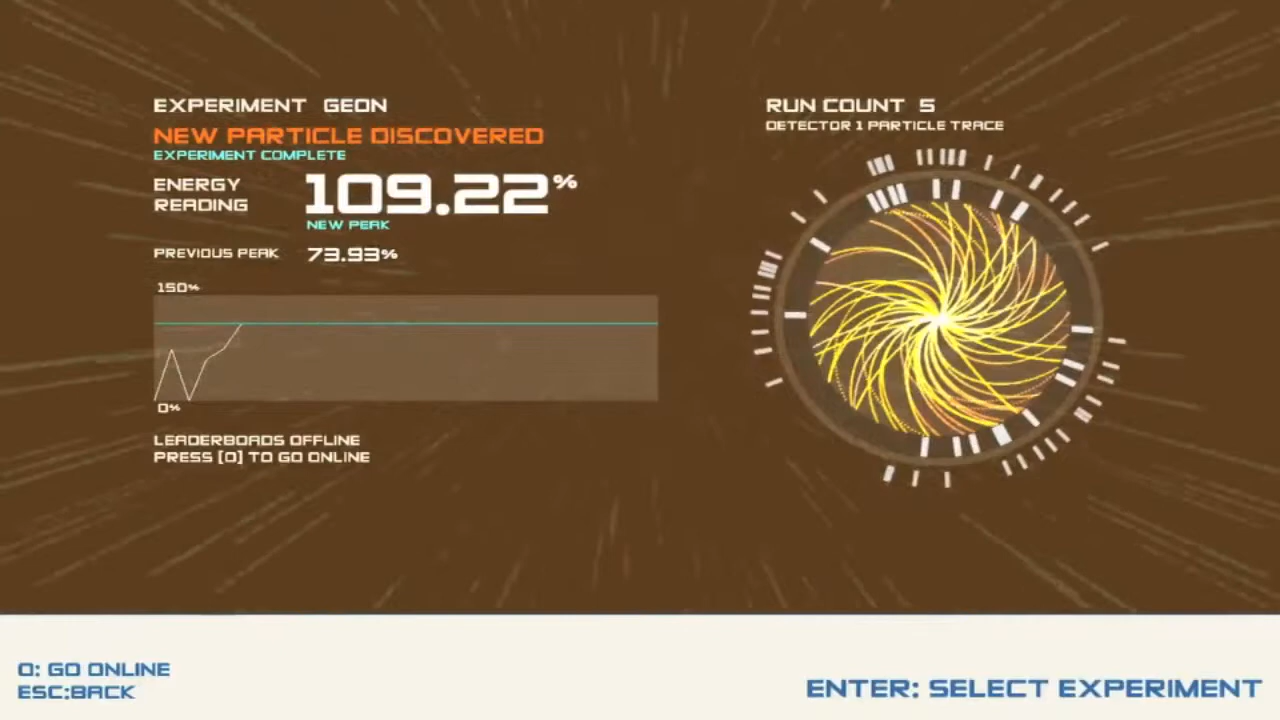 EXPERIMENT GEON
NEW PARTICLE DISCOVERED
EXPERIMENT COMPLETE
ENERGY
READING
109.22%
NEW PEAK
PREVIOUS PEAK 73.93%
150%
0%
LEADERBOADS OFFLINE
PRESS [O] TO GO ONLINE
RUN COUNT 5
DETECTOR 1 PARTICLE TRACE
O: GO ONLINE
ESC:BACK
ENTER: SELECT EXPERIMENT